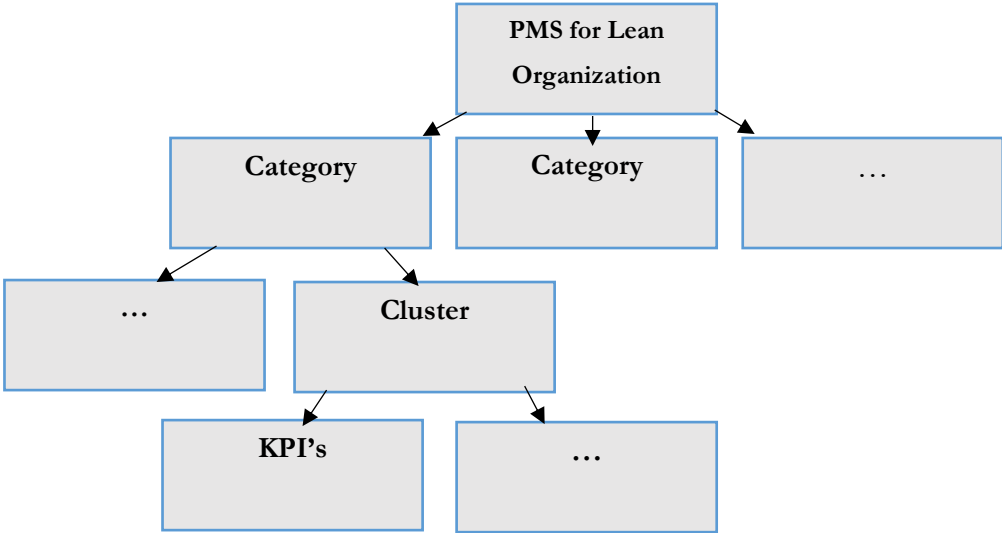 PMS for Lean
Organization
Category
Category
…
…
Cluster
KPI’s
…